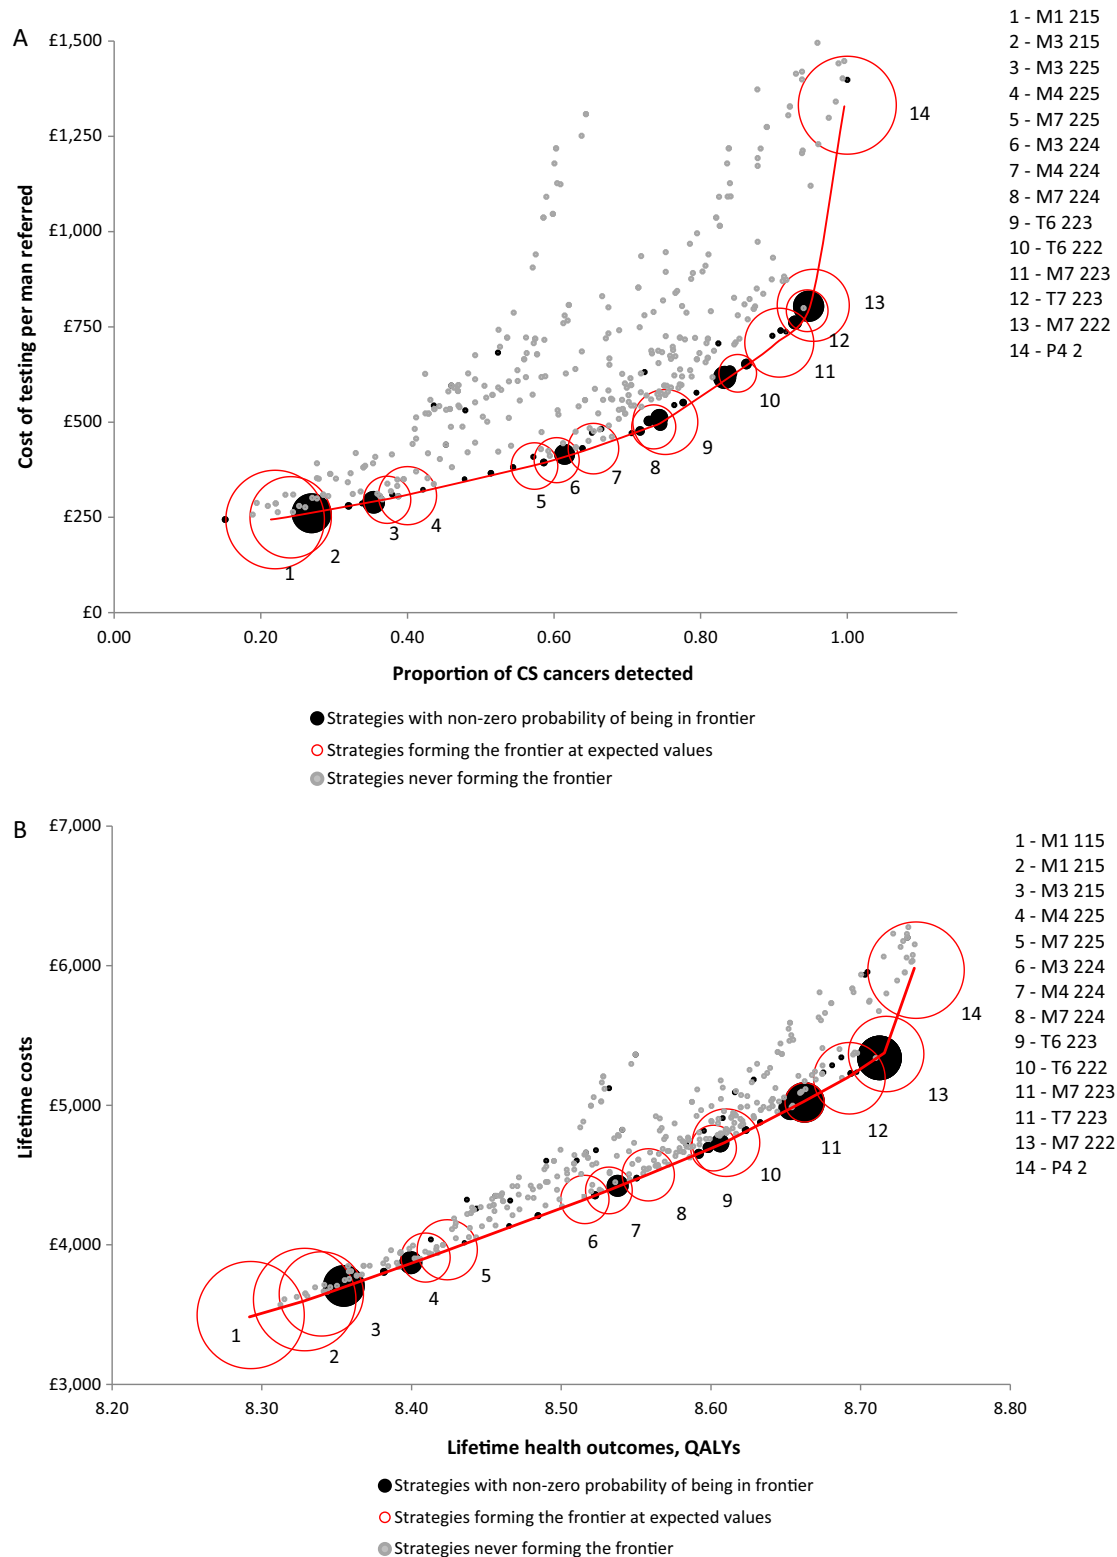 A
£1,500
£1,250
£1,000
£750
£500
£250
£0
Cost of testing per man referred
0.00 0.20 0.40 0.60 0.80 1.00
Proportion of CS cancers detected
1
2
3
4
5
6
7
8
9
10
11
12
13
14
1 - M1 215
2 - M3 215
3 - M3 225
4 - M4 225
5 - M7 225
6 - M3 224
7 - M4 224
8 - M7 224
9 - T6 223
10 - T6 222
11 - M7 223
12 - T7 223
13 - M7 222
14 - P4 2
Strategies with non-zero probability of being in frontier
Strategies forming the frontier at expected values
Strategies never forming the frontier
B
£7,000
£6,000
£5,000
£4,000
£3,000
Lifetime costs
8.20 8.30 8.40 8.50 8.60 8.70 8.80
Lifetime health outcomes, QALYs
1
2
3
4
5
6
7
8
9
10
11
12
13
14
1 - M1 115
2 - M1 215
3 - M3 215
4 - M4 225
5 - M7 225
6 - M3 224
7 - M4 224
8 - M7 224
9 - T6 223
10 - T6 222
11 - M7 223
11 - T7 223
13 - M7 222
14 - P4 2
Strategies with non-zero probability of being in frontier
Strategies forming the frontier at expected values
Strategies never forming the frontier